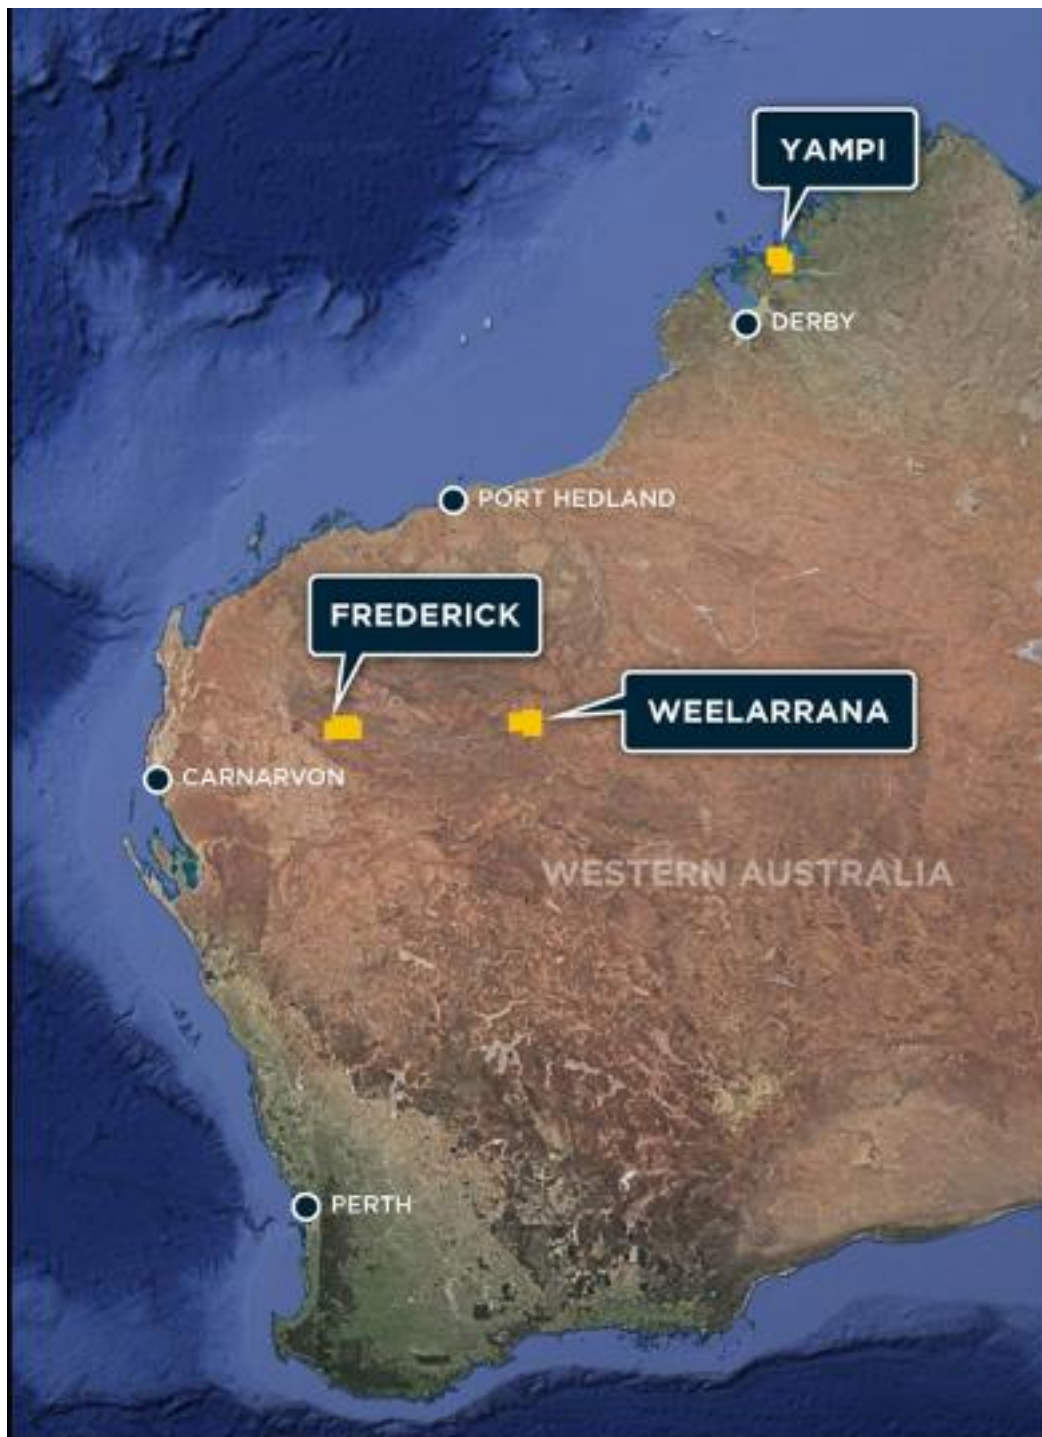 YAMPI
DERBY
PORT HEDLAND
FREDERICK
WEELARRANA
CARNARVON
WESTERN AUSTRALIA
PERTH